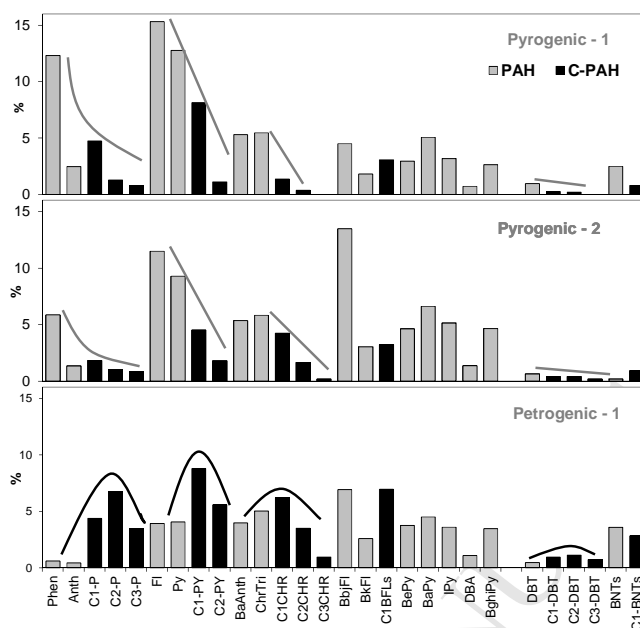 15
10
5
0
%
Pyrogenic - 1
PAH C-PAH
15
10
5
0
%
Pyrogenic - 2
15
10
5
0
%
Petrogenic - 1
Phen
Anth
C1-P
C2-P
C3-P
Fl
Py
C1-PY
C2-PY
BaAnth
ChrTri
C1CHR
C2CHR
C3CHR
BbjFl
BkFl
C1BFLs
BePy
BaPy
IPy
DBA
BghiPy
DBT
C1-DBT
C2-DBT
C3-DBT
BNTs
C1-BNTs